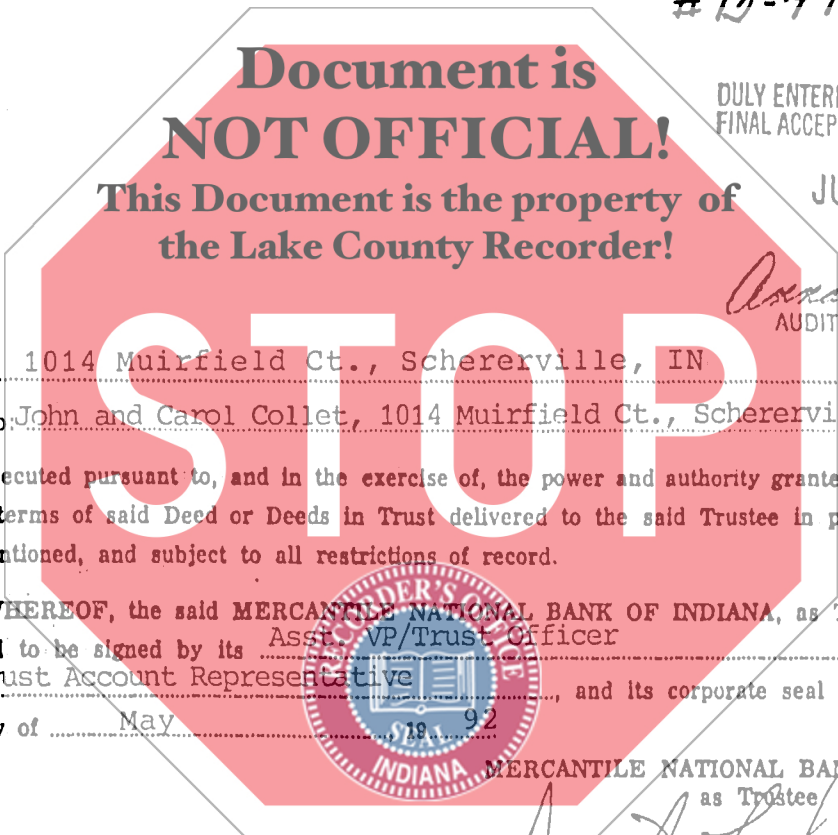 Document is
NOT OFFICIAL!
DULY ENTER
FINAL ACCEP
This Document is the property of
JU
the Lake County Recorder!
AUDIT
STOP
1014 Muirfield Ct., Schererville, IN
John and Carol Collet, 1014 Muirfield Ct., Scherervi
ecuted pursuant to, and in the exercise of, the power and authority grante
terms of said Deed or Deeds in Trust delivered to the said Trustee in p
ntioned, and subject to all restrictions of record.
WHEREOF, the said MERCANTILE NATIONAL BANK OF INDIANA, as T
to be signed by its Asst. VP/Trust Officer
ust Account Representative, and its corporate seal
y of May, 19 92
RECORDER'S OFFICE
SEAL
INDIANA
MERCANTILE NATIONAL BAN
as Trustee